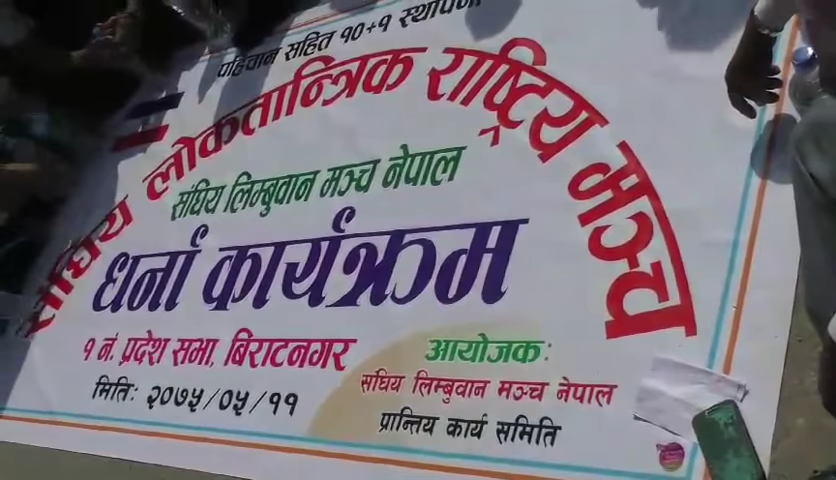 पहिचान सहित १०+१ स्थापना
संघिय लोकतान्त्रिक राष्ट्रिय मञ्च
संघिय लिम्बुवान मञ्च नेपाल
धर्ना कार्यक्रम
१ नं. प्रदेश सभा, बिराटनगर
मितिः २०७५/०५/११
आयोजकः
संघिय लिम्बुवान मञ्च नेपाल
प्रान्तिय कार्य समिति